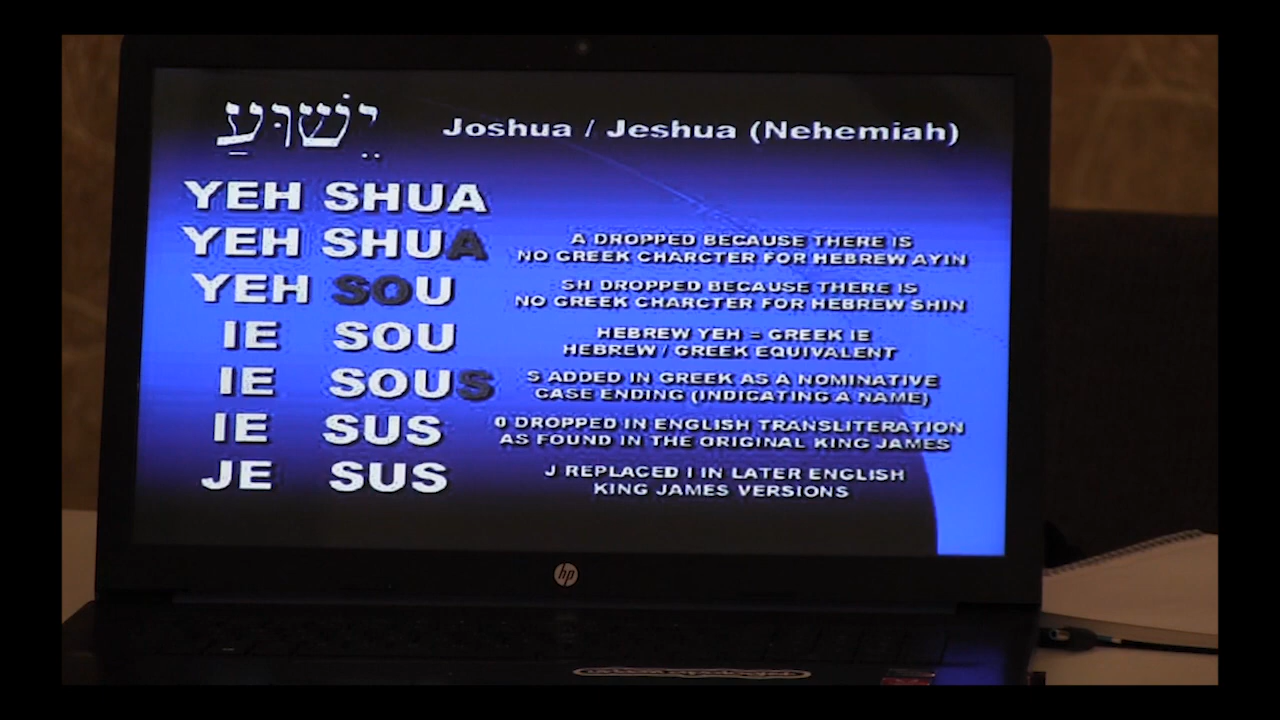 יֵשׁוּעַ Joshua / Jeshua (Nehemiah)
YEH SHUA
YEH SHUA A DROPPED BECAUSE THERE IS
NO GREEK CHARCTER FOR HEBREW AYIN
YEH SOU SH DROPPED BECAUSE THERE IS
NO GREEK CHARCTER FOR HEBREW SHIN
IE SOU HEBREW YEH = GREEK IE
HEBREW / GREEK EQUIVALENT
IE SOUS S ADDED IN GREEK AS A NOMINATIVE
CASE ENDING (INDICATING A NAME)
IE SUS O DROPPED IN ENGLISH TRANSLITERATION
AS FOUND IN THE ORIGINAL KING JAMES
JE SUS J REPLACED I IN LATER ENGLISH
KING JAMES VERSIONS
hp